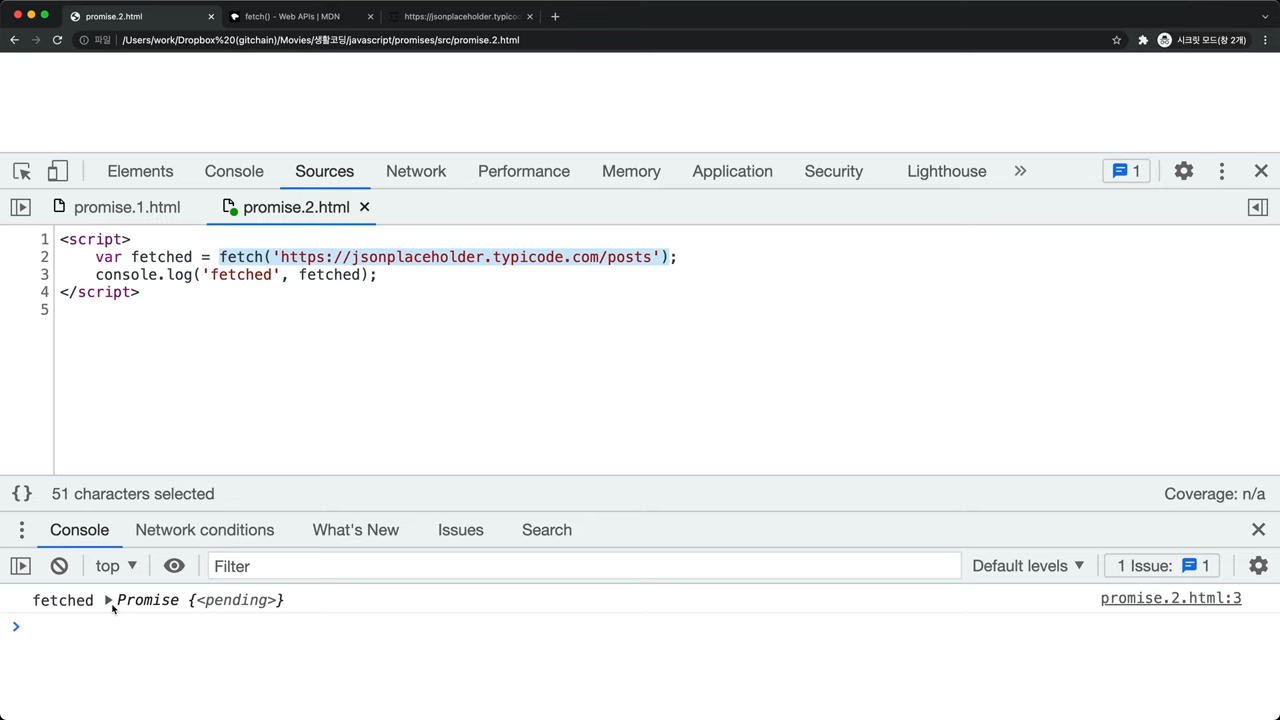 promise.2.html
fetch() - Web APIs | MDN
https://jsonplaceholder.typico
파일 /Users/work/Dropbox%20(gitchain)/Movies/생활코딩/javascript/promises/src/promise.2.html
시크릿 모드(창 2개)
Elements Console Sources Network Performance Memory Application Security Lighthouse » 1
promise.1.html promise.2.html
1 <script>
2 var fetched = fetch('https://jsonplaceholder.typicode.com/posts');
3 console.log('fetched', fetched);
4 </script>
5
{} 51 characters selected Coverage: n/a
Console Network conditions What's New Issues Search
top ▼ Filter Default levels ▼ 1 Issue: 1
fetched ▶Promise {<pending>} promise.2.html:3
>